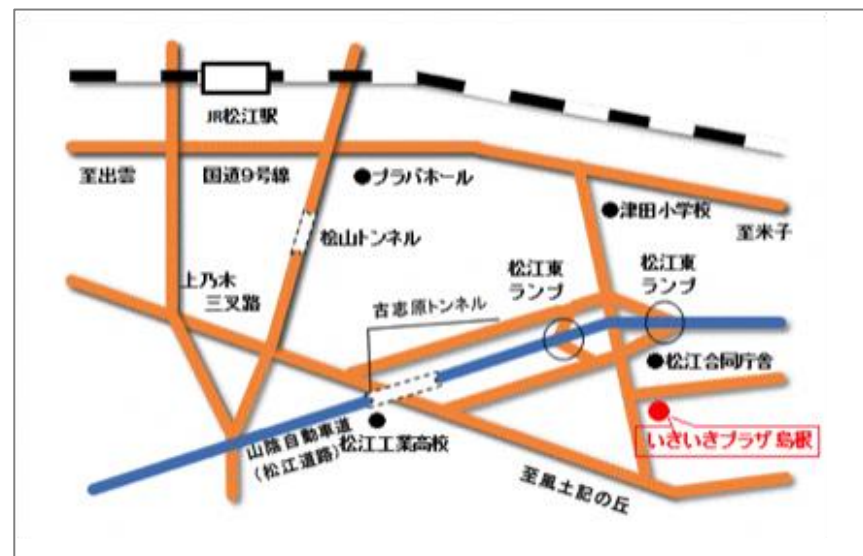 JR松江駅
至出雲
国道9号線
プラバホール
津田小学校
至米子
桧山トンネル
上乃木
三叉路
古志原トンネル
松江東
ランプ
松江東
ランプ
松江合同庁舎
いきいきプラザ島根
松江工業高校
山陰自動車道
(松江道路)
至風土記の丘